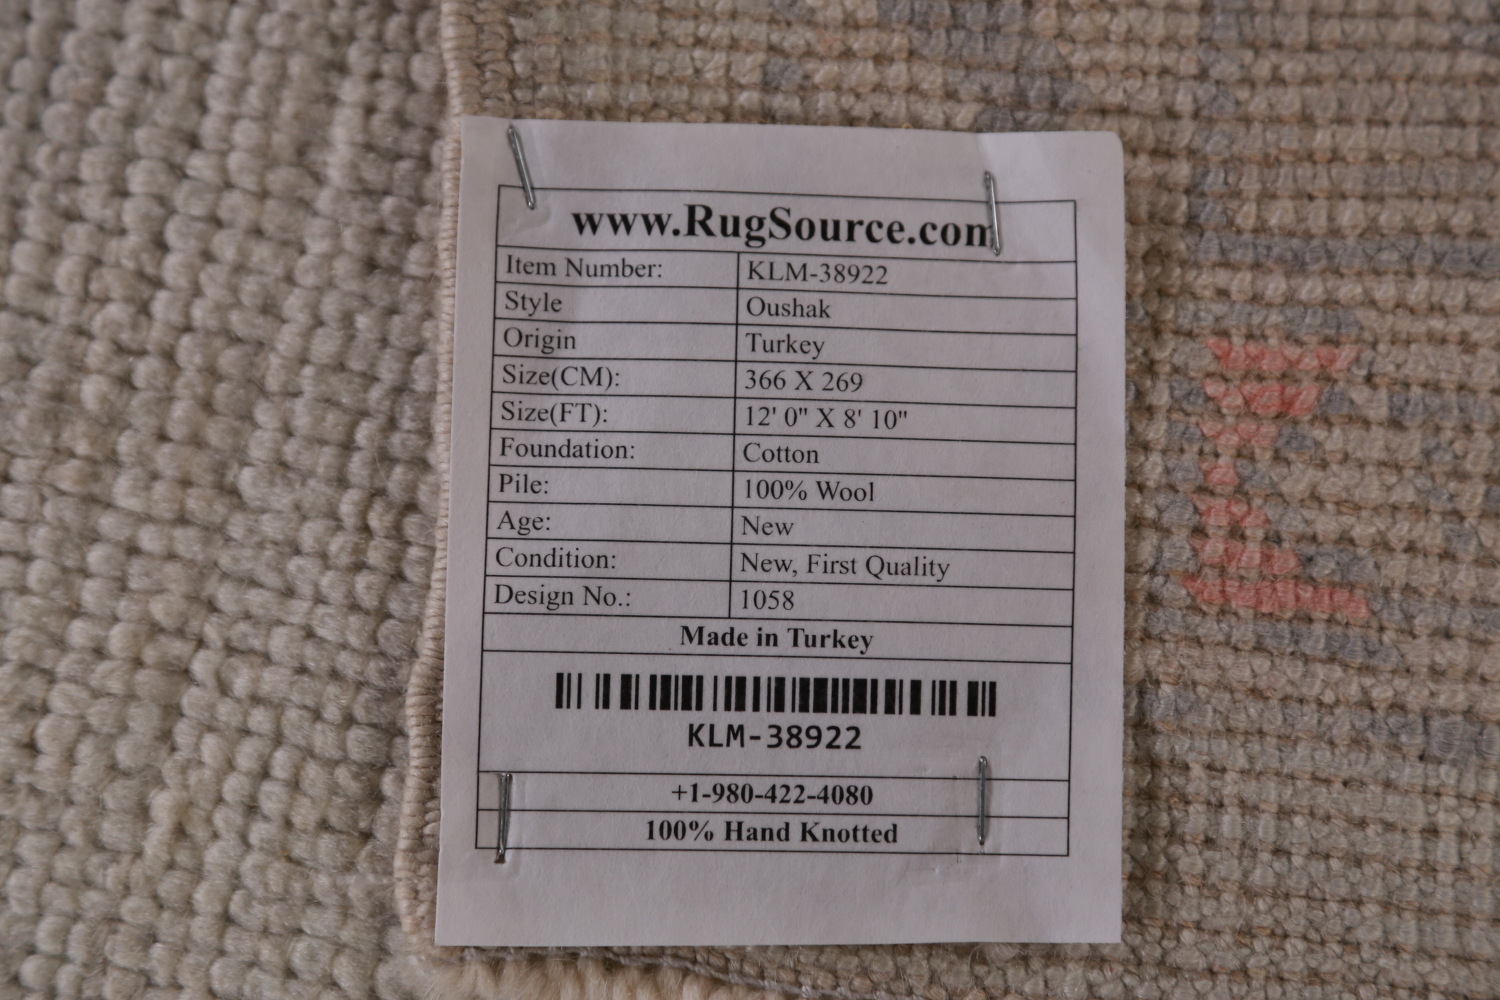 www.RugSource.com
Item Number: KLM-38922
Style Oushak
Origin Turkey
Size(CM): 366 X 269
Size(FT): 12' 0" X 8' 10"
Foundation: Cotton
Pile: 100% Wool
Age: New
Condition: New, First Quality
Design No.: 1058
Made in Turkey
KLM-38922
+1-980-422-4080
100% Hand Knotted